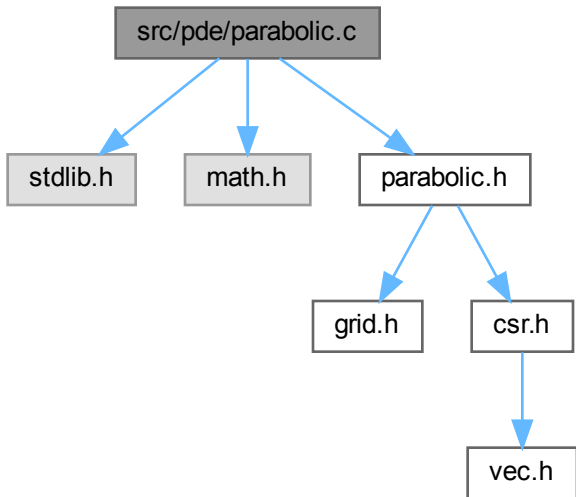 src/pde/parabolic.c
stdlib.h
math.h
parabolic.h
grid.h
csr.h
vec.h